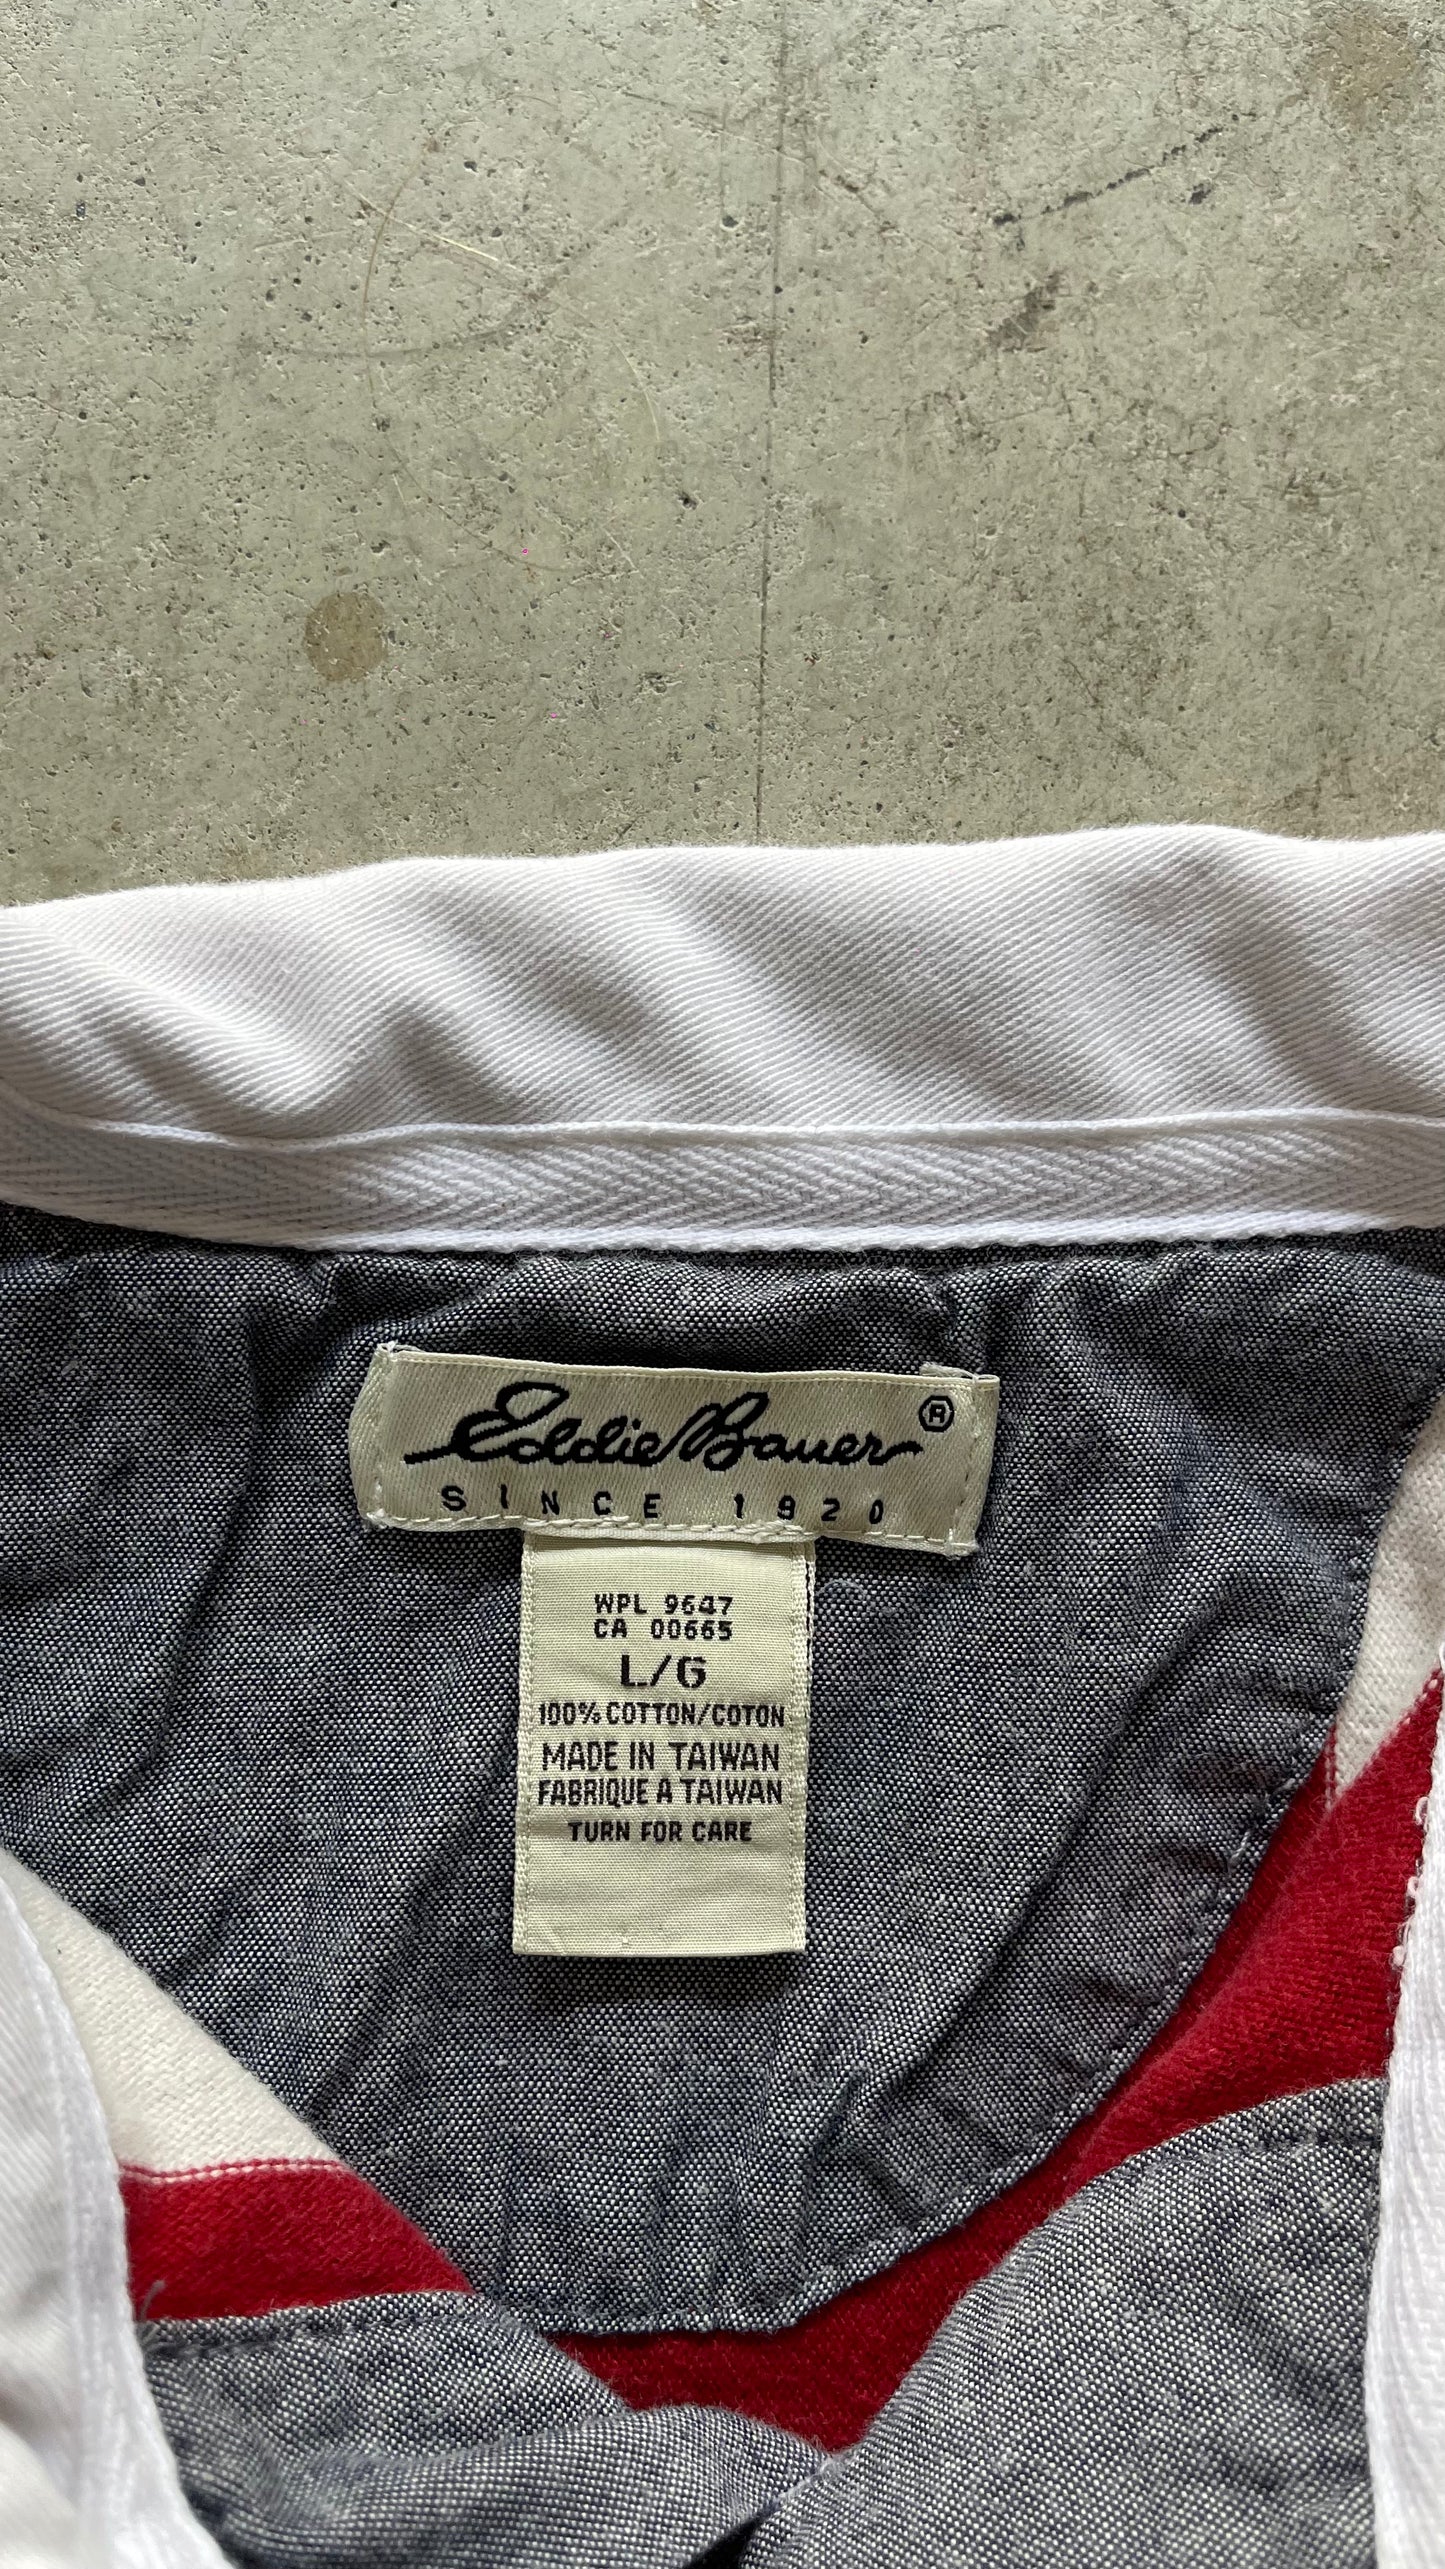 Eddie Bauer ®
SINCE 1920
WPL 9647
CA 00665
L/G
100% COTTON/COTON
MADE IN TAIWAN
FABRIQUE A TAIWAN
TURN FOR CARE